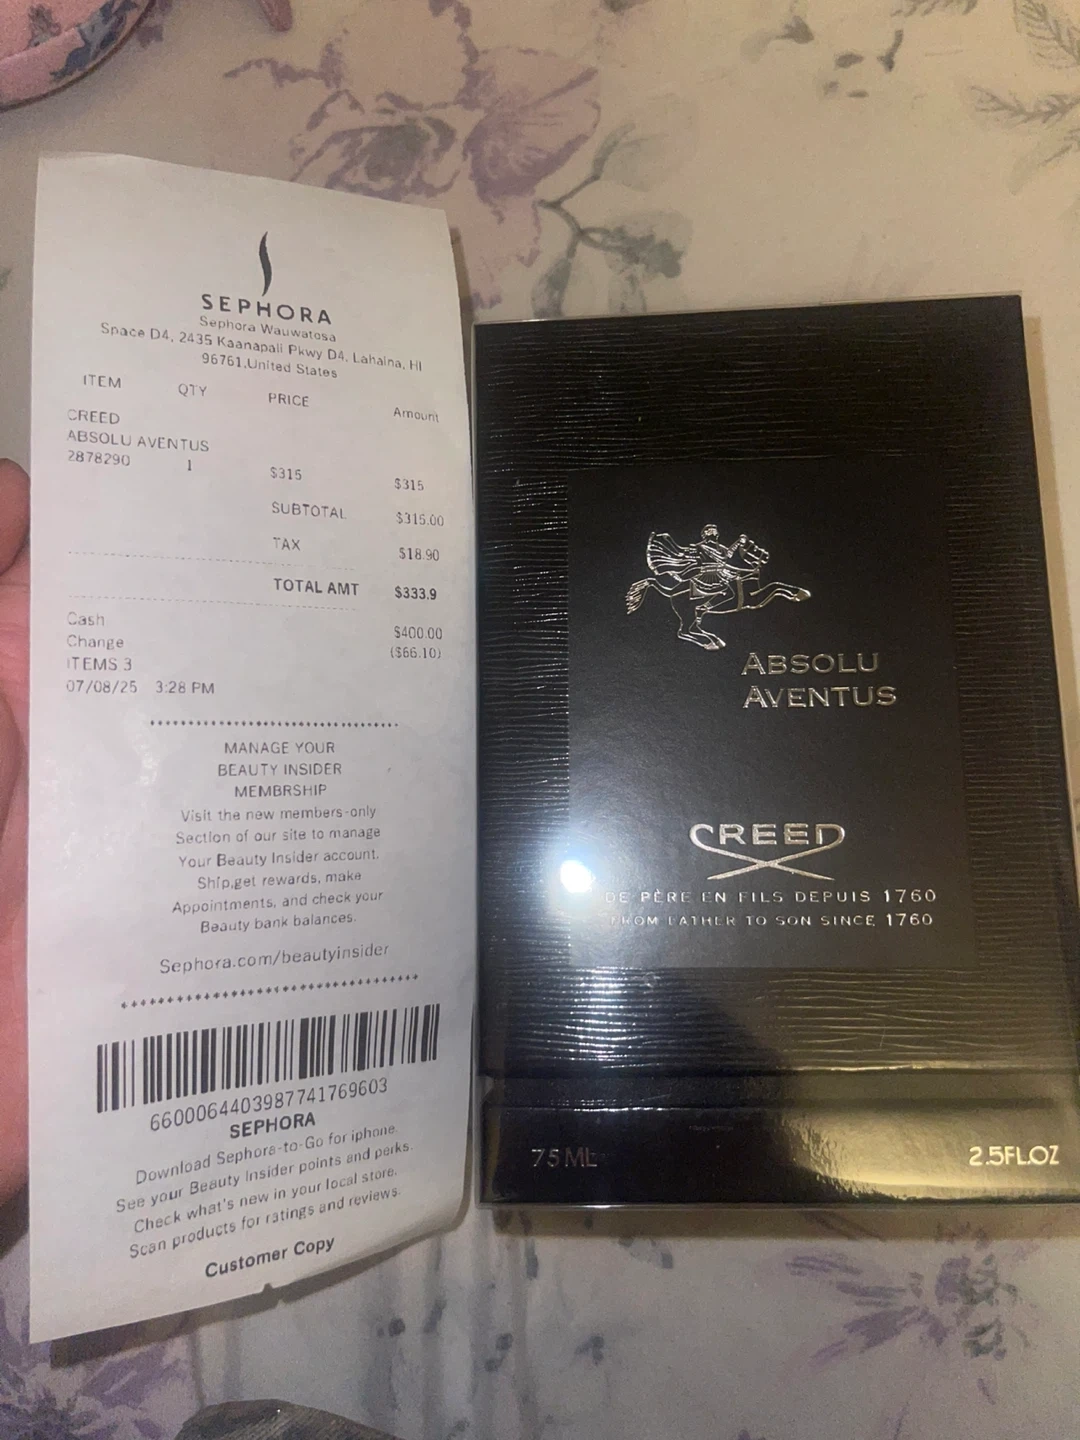 SEPHORA
Sephora Wauwatosa
Space D4, 2435 Kaanapali Pkwy D4, Lahaina, HI
96761,United States
ITEM QTY PRICE Amount
CREED
ABSOLU AVENTUS
2878290 1 $315 $315
SUBTOTAL $315.00
TAX $18.90
TOTAL AMT $333.9
Cash $400.00
Change ($66.10)
ITEMS 3
07/08/25 3:28 PM
MANAGE YOUR
BEAUTY INSIDER
MEMBRSHIP
Visit the new members-only
Section of our site to manage
Your Beauty Insider account,
Ship,get rewards, make
Appointments, and check your
Beauty bank balances.
Sephora.com/beautyinsider
6600064403987741769603
SEPHORA
Download Sephora-to-Go for iphone.
See your Beauty Insider points and perks.
Check what's new in your local store.
Scan products for ratings and reviews.
Customer Copy
ABSOLU
AVENTUS
CREED
DE PÈRE EN FILS DEPUIS 1760
FROM FATHER TO SON SINCE 1760
75 ML 2.5FL.OZ